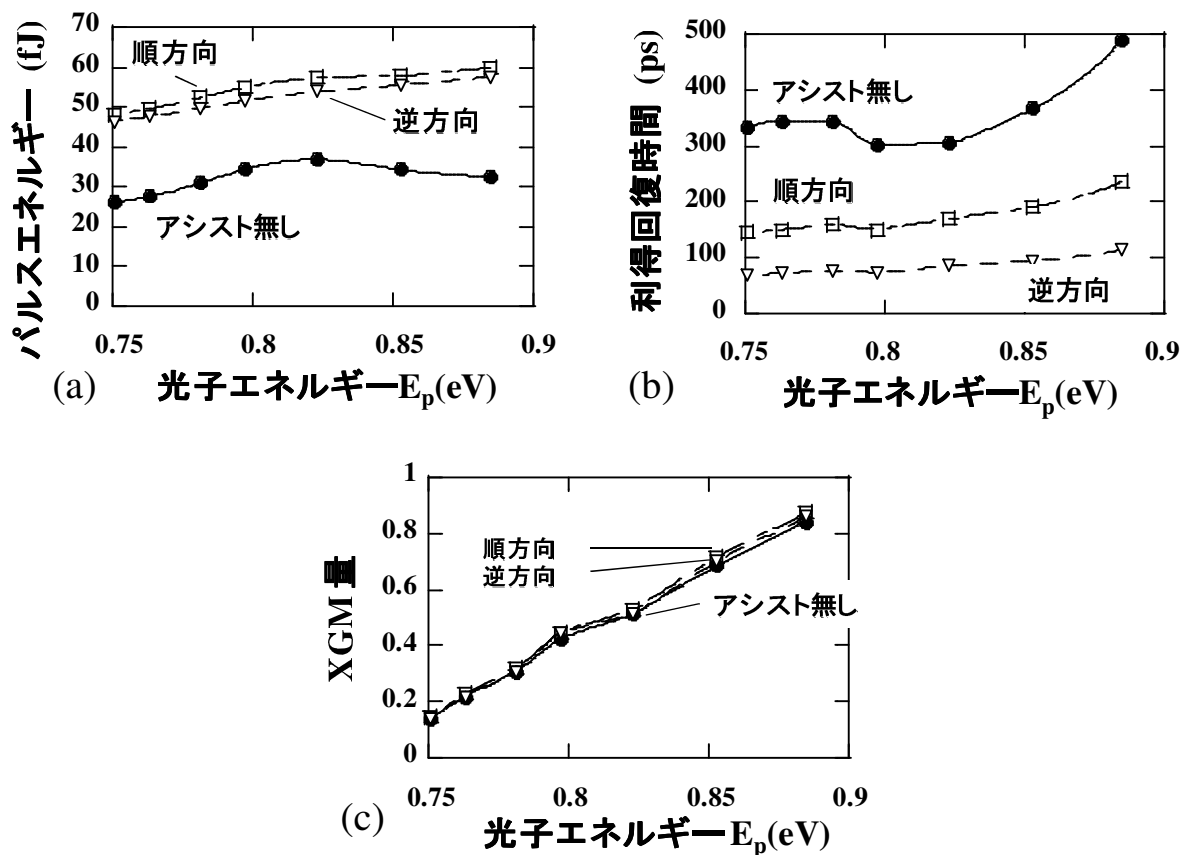 70
60
50
40
30
20
10
0
パルスエネルギー (fJ)
順方向
逆方向
アシスト無し
0.75 0.8 0.85 0.9
(a) 光子エネルギーEp(eV)
500
400
300
200
100
0
利得回復時間 (ps)
アシスト無し
順方向
逆方向
0.75 0.8 0.85 0.9
(b) 光子エネルギーEp(eV)
1
0.8
0.6
0.4
0.2
0
XGM量
順方向
逆方向
アシスト無し
0.75 0.8 0.85 0.9
(c) 光子エネルギーEp(eV)